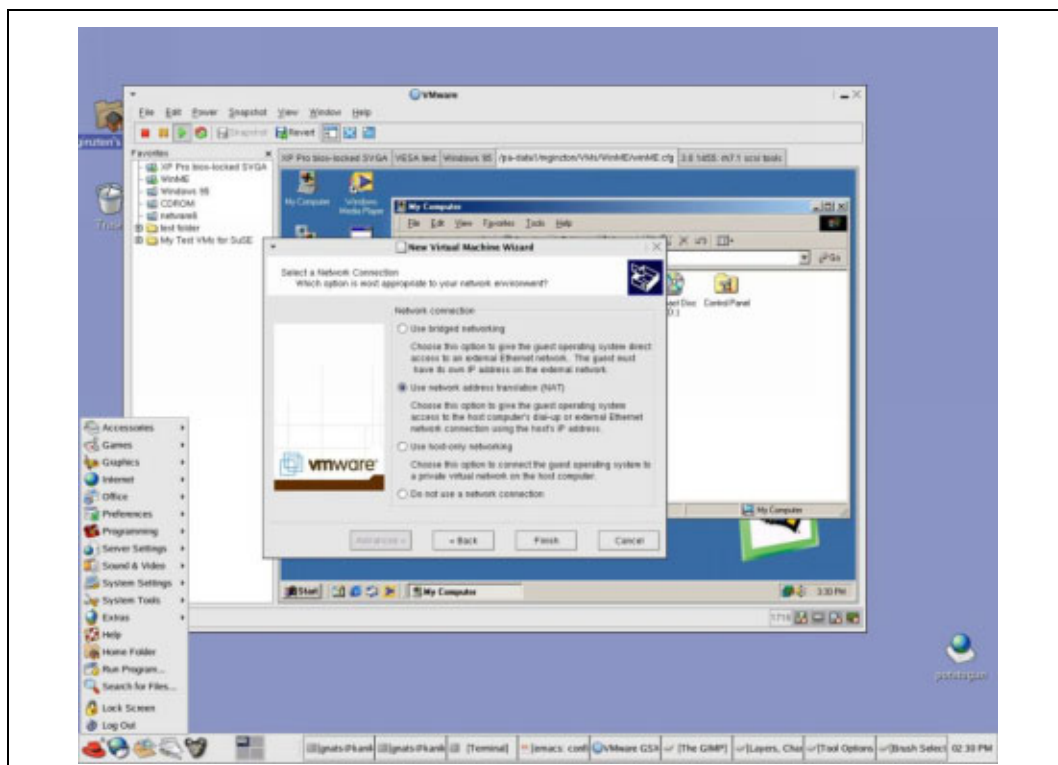 VMware
File Edit Power Snapshot View Window Help
Snapshot Revert
Favorites
XP Pro bios-locked SVGA
WinME
Windows 98
CDROM
netware6
test folder
My Test VMs for SuSE
XP Pro bios-locked SVGA VESA test Windows 98
My Computer
Windows Media Player
My Computer
File Edit View Favorites Tools Help
Go
Control Panel
My Computer
New Virtual Machine Wizard
Select a Network Connection
Which option is most appropriate to your network environment?
Network connection
Use bridged networking
Choose this option to give the guest operating system direct
access to an external Ethernet network. The guest must
have its own IP address on the external network.
Use network address translation (NAT)
Choose this option to give the guest operating system
access to the host computer's dial-up or external Ethernet
network connection using the host's IP address.
Use host-only networking
Choose this option to connect the guest operating system to
a private virtual network on the host computer.
Do not use a network connection
vmware
< Back Finish Cancel
Start My Computer 3:30 PM
Accessories
Games
Graphics
Internet
Office
Preferences
Programming
Server Settings
Sound & Video
System Settings
System Tools
Extras
Help
Home Folder
Run Program...
Search for Files...
Lock Screen
Log Out
[Terminal] VMware GSX [The GIMP] [Layers, Chan [Tool Options [Brush Select 02:30 PM